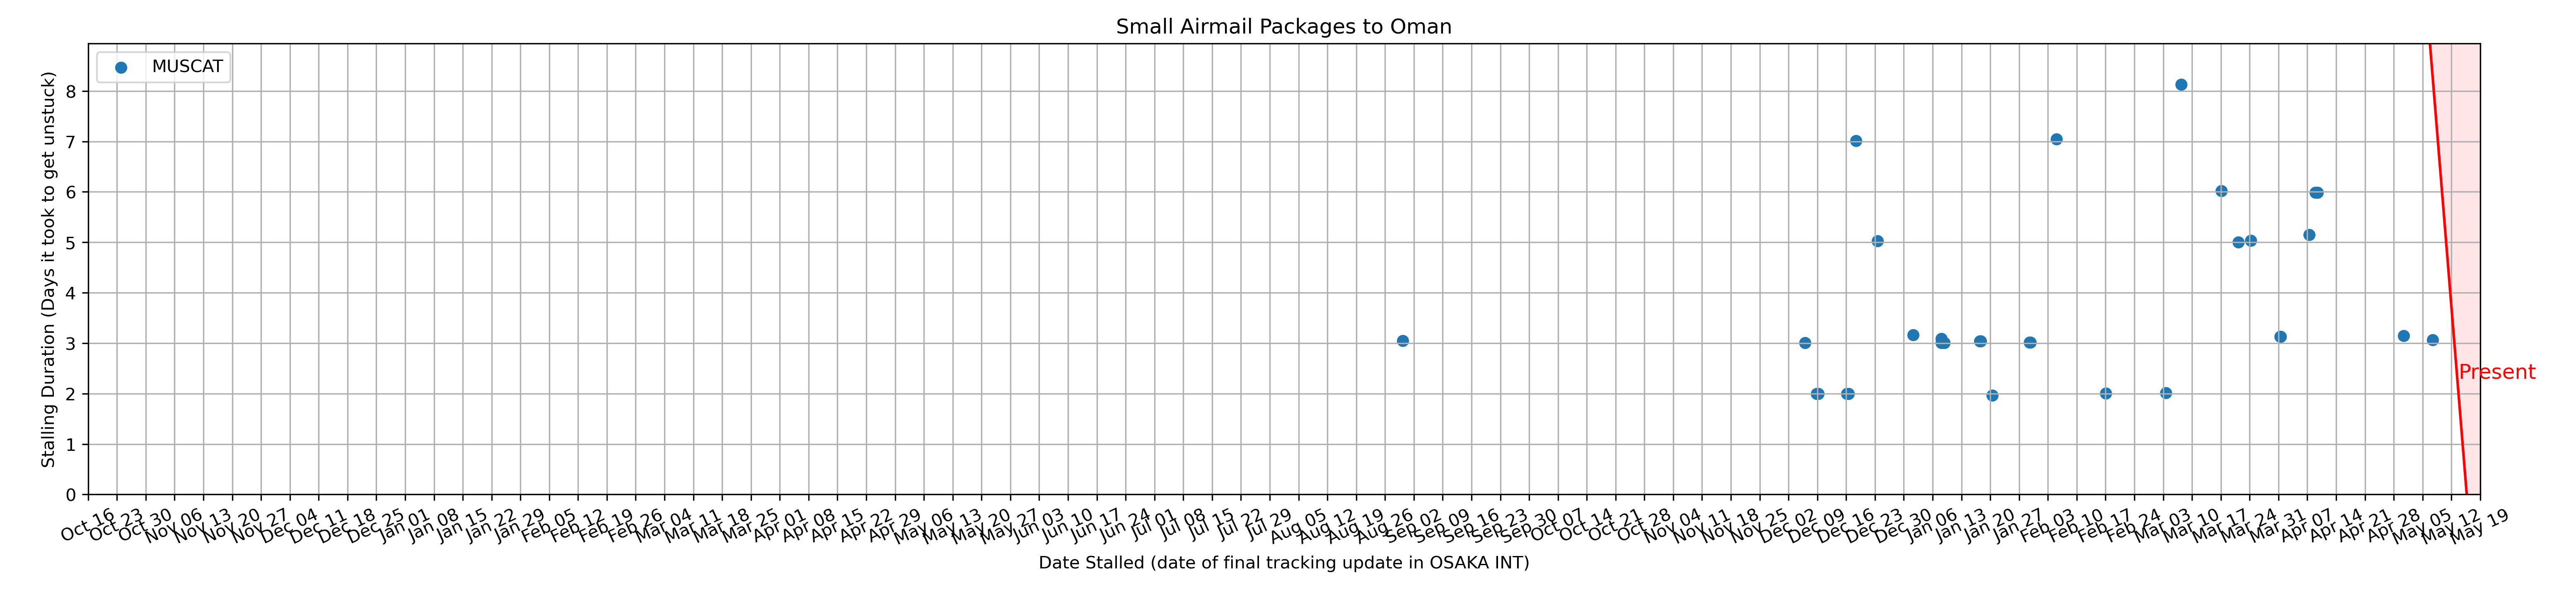 Small Airmail Packages to Oman
MUSCAT
Stalling Duration (Days it took to get unstuck)
8
7
6
5
4
3
2
1
0
Present
Oct 16
Oct 23
Oct 30
Nov 06
Nov 13
Nov 20
Nov 27
Dec 04
Dec 11
Dec 18
Dec 25
Jan 01
Jan 08
Jan 15
Jan 22
Jan 29
Feb 05
Feb 12
Feb 19
Feb 26
Mar 04
Mar 11
Mar 18
Mar 25
Apr 01
Apr 08
Apr 15
Apr 22
Apr 29
May 06
May 13
May 20
May 27
Jun 03
Jun 10
Jun 17
Jun 24
Jul 01
Jul 08
Jul 15
Jul 22
Jul 29
Aug 05
Aug 12
Aug 19
Aug 26
Sep 02
Sep 09
Sep 16
Sep 23
Sep 30
Oct 07
Oct 14
Oct 21
Oct 28
Nov 04
Nov 11
Nov 18
Nov 25
Dec 02
Dec 09
Dec 16
Dec 23
Dec 30
Jan 06
Jan 13
Jan 20
Jan 27
Feb 03
Feb 10
Feb 17
Feb 24
Mar 03
Mar 10
Mar 17
Mar 24
Mar 31
Apr 07
Apr 14
Apr 21
Apr 28
May 05
May 12
May 19
Date Stalled (date of final tracking update in OSAKA INT)